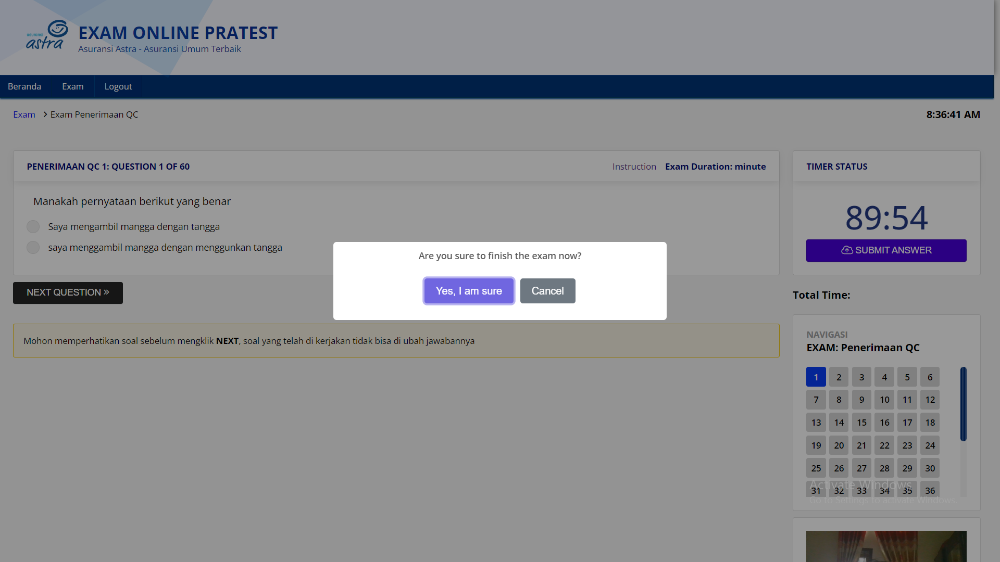 asuransi
astra
EXAM ONLINE PRATEST
Asuransi Astra - Asuransi Umum Terbaik
Beranda
Exam
Logout
Exam > Exam Penerimaan QC
8:36:41 AM
PENERIMAAN QC 1: QUESTION 1 OF 60
Instruction
Exam Duration: minute
Manakah pernyataan berikut yang benar
Saya mengambil mangga dengan tangga
saya menggambil mangga dengan menggunkan tangga
NEXT QUESTION »
Mohon memperhatikan soal sebelum mengklik NEXT, soal yang telah di kerjakan tidak bisa di ubah jawabannya
Are you sure to finish the exam now?
Yes, I am sure
Cancel
TIMER STATUS
89:54
SUBMIT ANSWER
Total Time:
NAVIGASI
EXAM: Penerimaan QC
1 2 3 4 5 6
7 8 9 10 11 12
13 14 15 16 17 18
19 20 21 22 23 24
25 26 27 28 29 30
31 32 33 34 35 36
Activate Windows
Go to Settings to activate Windows.